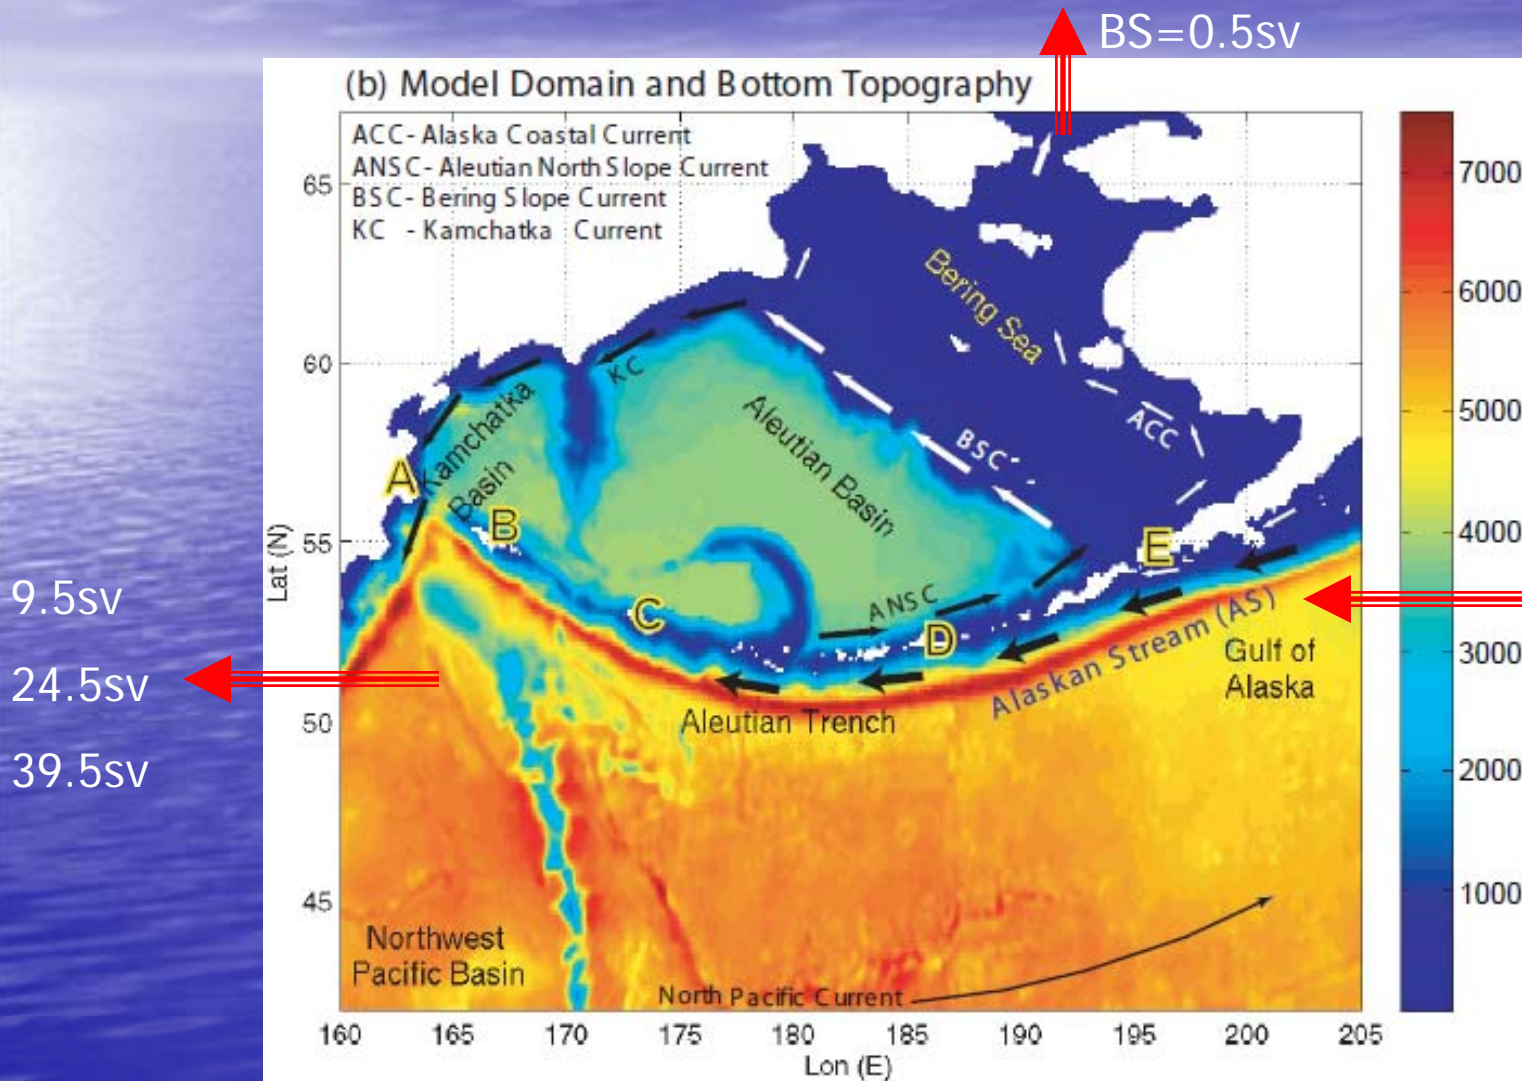 BS=0.5sv
(b) Model Domain and Bottom Topography
ACC- Alaska Coastal Current
ANSC- Aleutian North Slope Current
BSC- Bering Slope Current
KC - Kamchatka Current
Bering Sea
KC
Kamchatka
Basin
Aleutian Basin
BSC
ACC
A
B
C
D
E
ANSC
Alaskan Stream (AS)
Gulf of
Alaska
Aleutian Trench
Northwest
Pacific Basin
North Pacific Current
9.5sv
24.5sv
39.5sv
Lat (N)
65
60
55
50
45
160 165 170 175 180 185 190 195 200 205
Lon (E)
7000
6000
5000
4000
3000
2000
1000